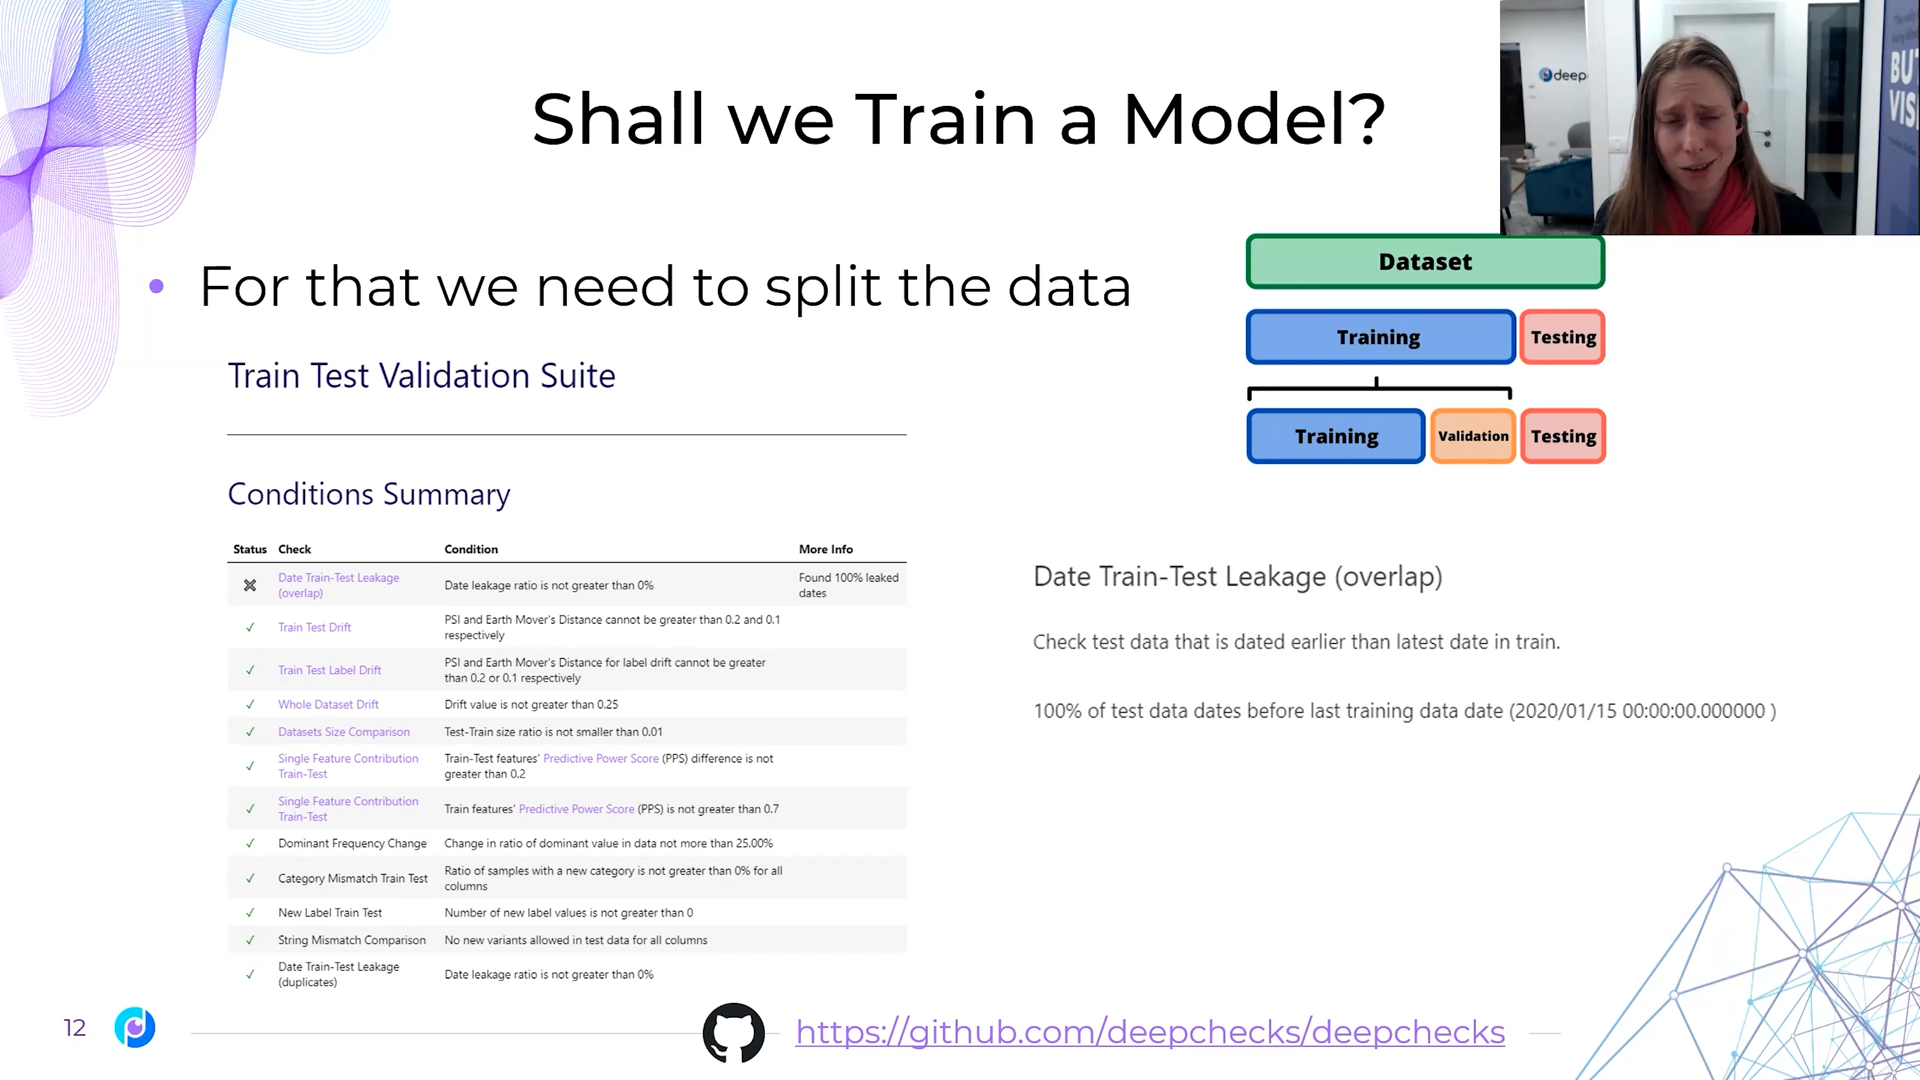 Shall we Train a Model?
deep
BU
VIS
For that we need to split the data
Dataset
Training Testing
Training Validation Testing
Train Test Validation Suite
Conditions Summary
Status Check Condition More Info
Date Train-Test Leakage
(overlap)
Date leakage ratio is not greater than 0%
Found 100% leaked
dates
Train Test Drift
PSI and Earth Mover's Distance cannot be greater than 0.2 and 0.1
respectively
Train Test Label Drift
PSI and Earth Mover's Distance for label drift cannot be greater
than 0.2 or 0.1 respectively
Whole Dataset Drift Drift value is not greater than 0.25
Datasets Size Comparison Test-Train size ratio is not smaller than 0.01
Single Feature Contribution
Train-Test
Train-Test features' Predictive Power Score (PPS) difference is not
greater than 0.2
Single Feature Contribution
Train-Test
Train features' Predictive Power Score (PPS) is not greater than 0.7
Dominant Frequency Change Change in ratio of dominant value in data not more than 25.00%
Category Mismatch Train Test
Ratio of samples with a new category is not greater than 0% for all
columns
New Label Train Test Number of new label values is not greater than 0
String Mismatch Comparison No new variants allowed in test data for all columns
Date Train-Test Leakage
(duplicates)
Date leakage ratio is not greater than 0%
Date Train-Test Leakage (overlap)
Check test data that is dated earlier than latest date in train.
100% of test data dates before last training data date (2020/01/15 00:00:00.000000 )
12
https://github.com/deepchecks/deepchecks